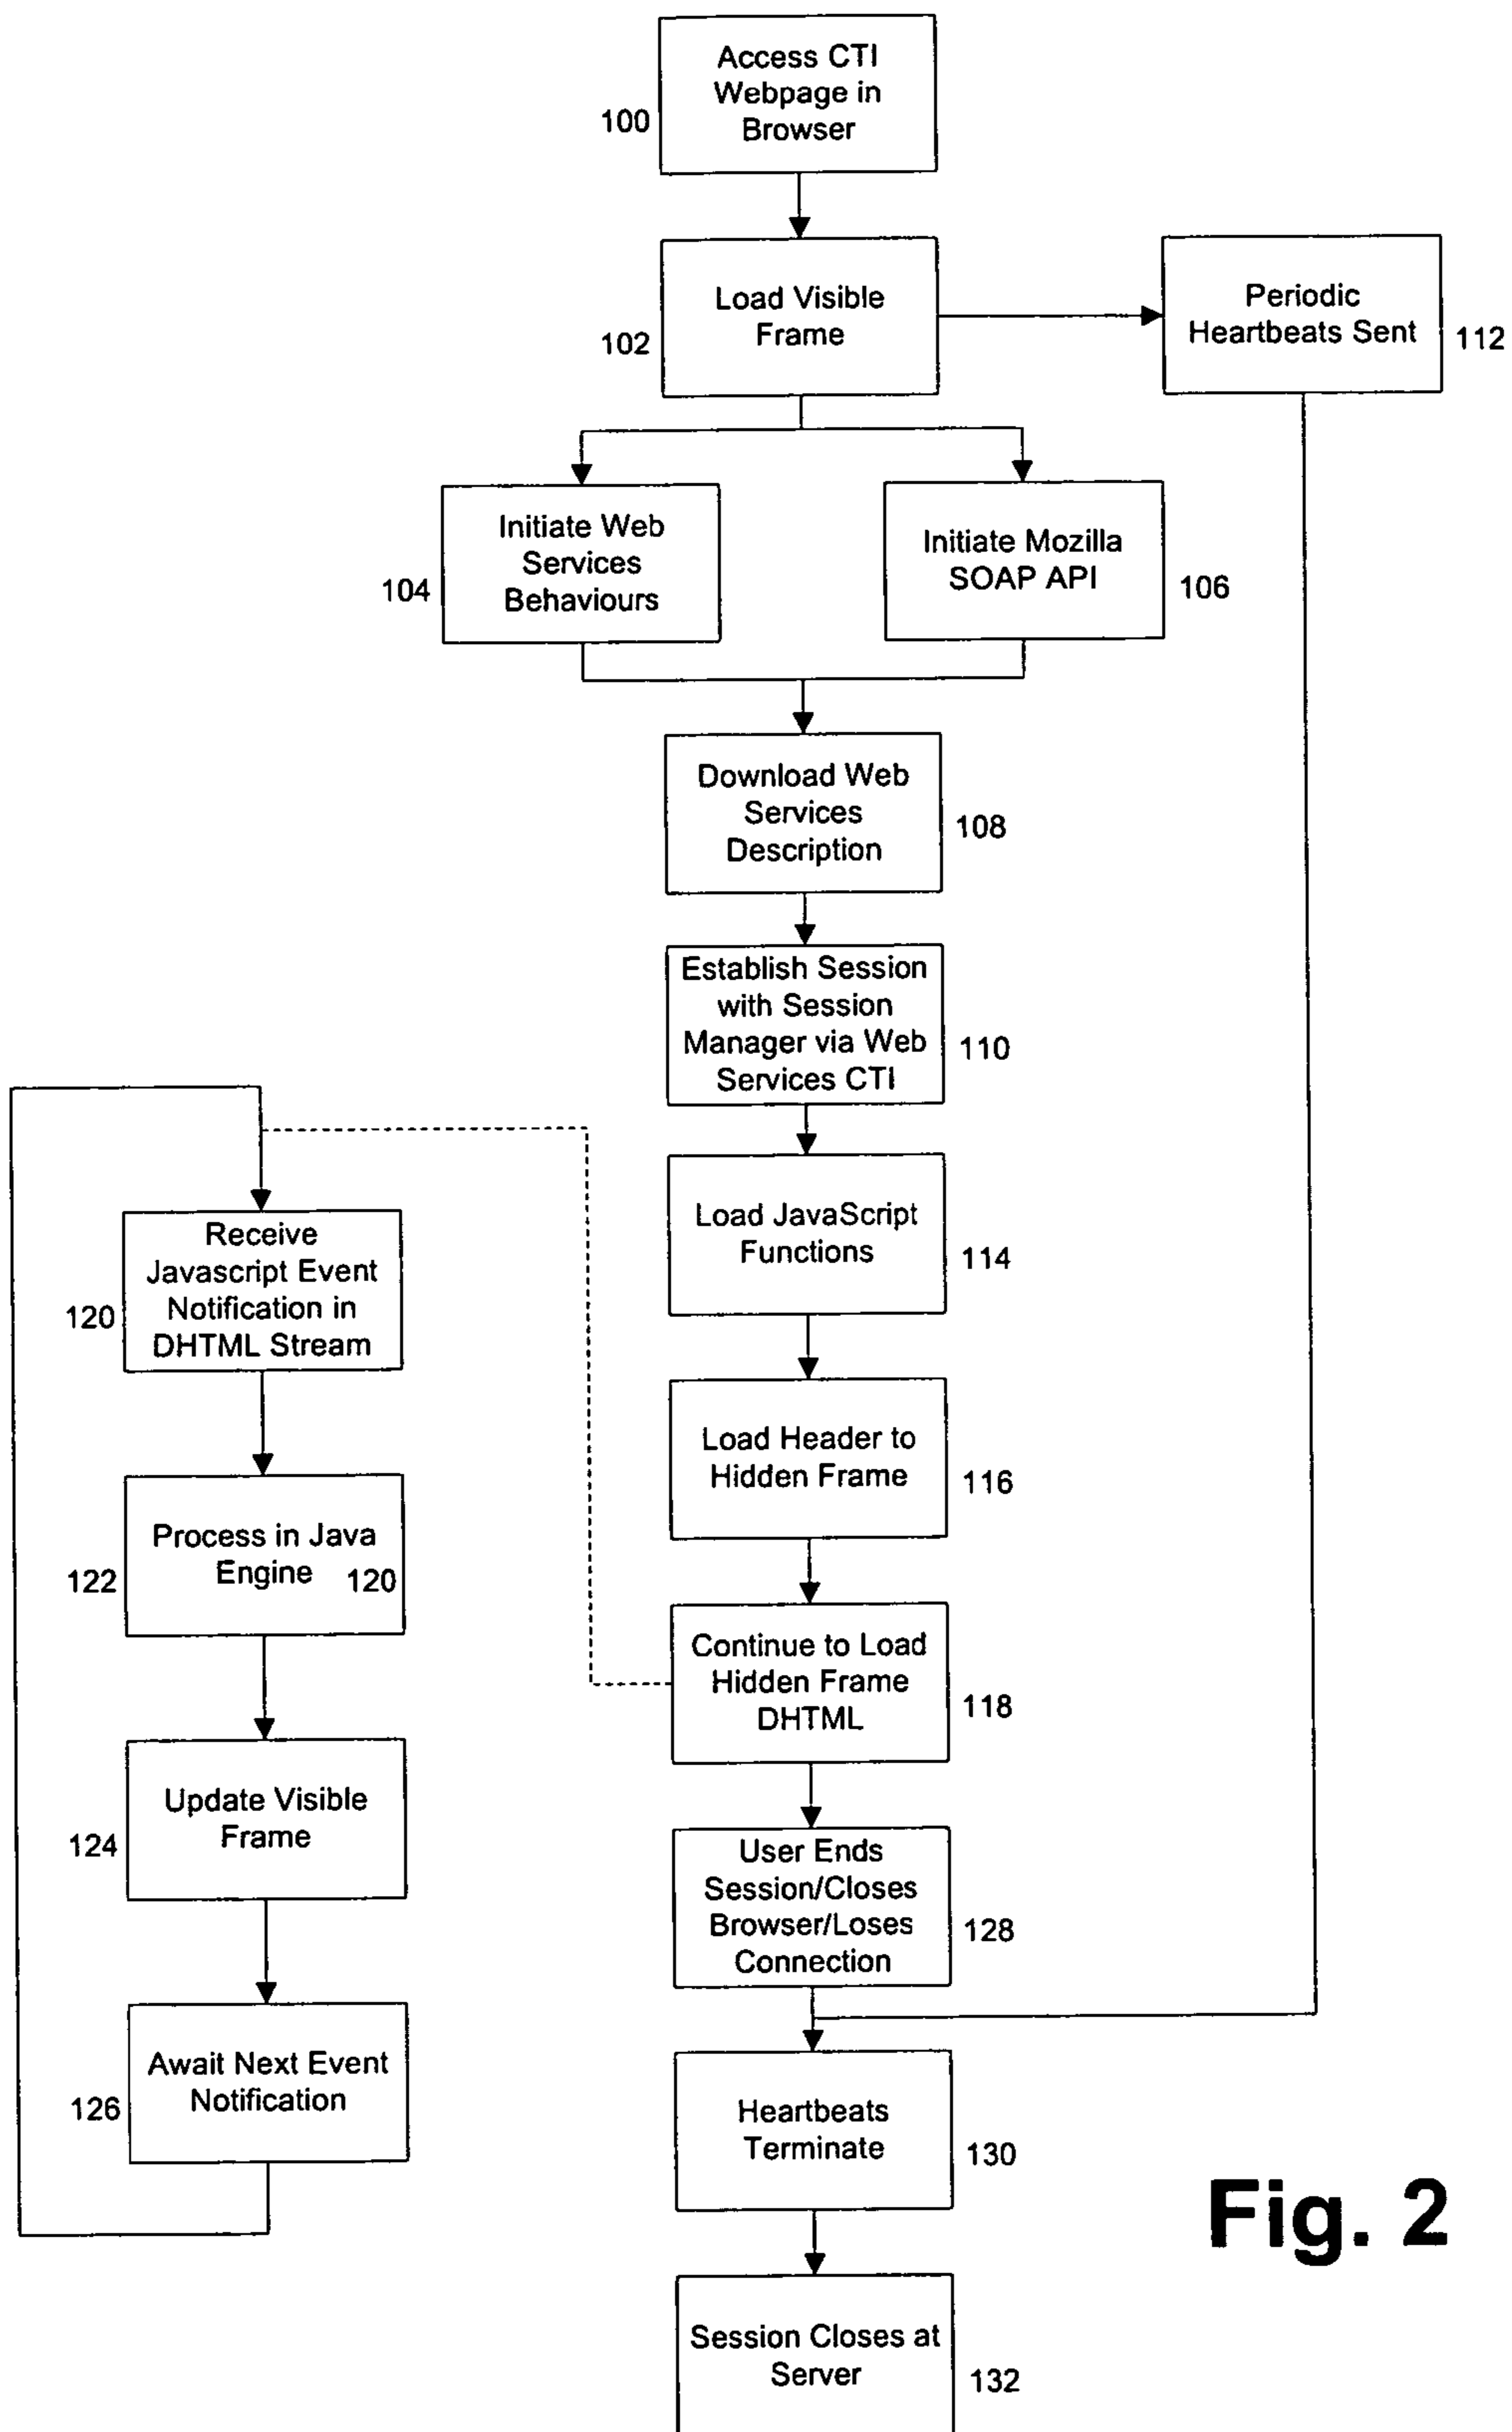 Access CTI
Webpage in
Browser
100
Load Visible
Frame
102
Periodic
Heartbeats Sent
112
Initiate Web
Services
Behaviours
104
Initiate Mozilla
SOAP API
106
Download Web
Services
Description
108
Establish Session
with Session
Manager via Web
Services CTI
110
Load JavaScript
Functions
114
Receive
Javascript Event
Notification in
DHTML Stream
120
Load Header to
Hidden Frame
116
Process in Java
Engine 120
122
Continue to Load
Hidden Frame
DHTML
118
Update Visible
Frame
124
User Ends
Session/Closes
Browser/Loses
Connection
128
Await Next Event
Notification
126
Heartbeats
Terminate
130
Session Closes at
Server
132
Fig. 2